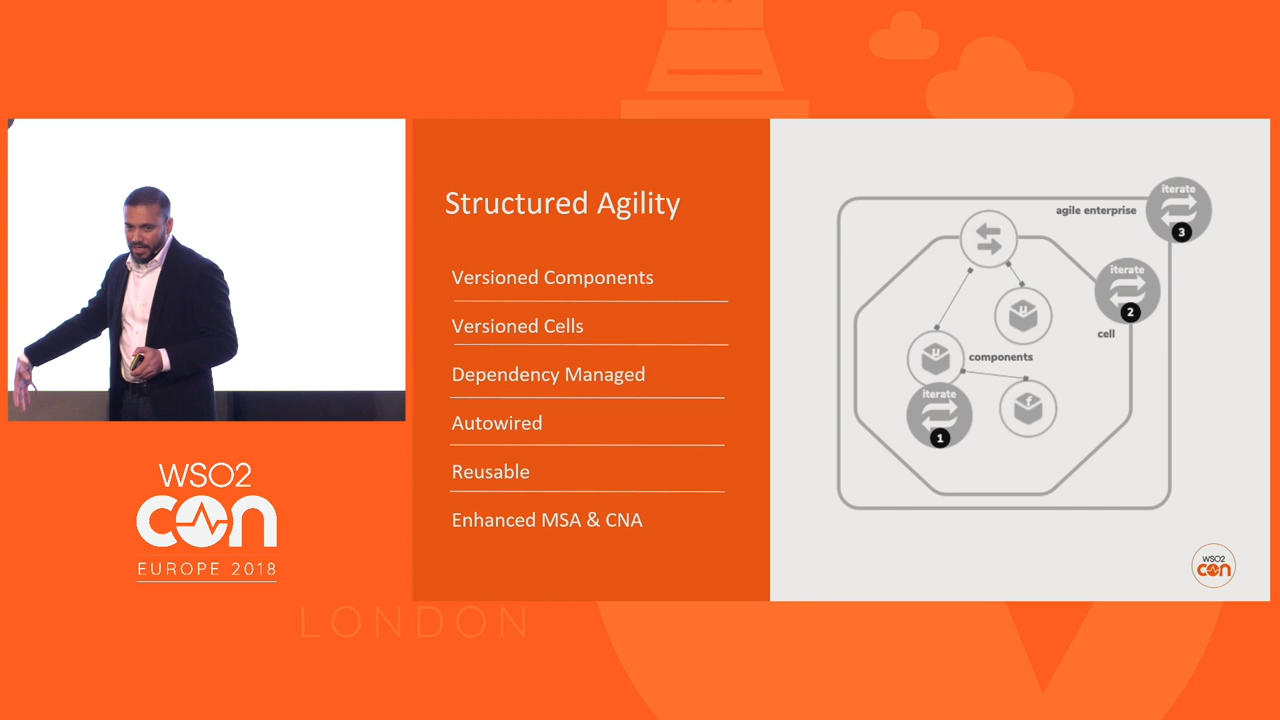 WSO2
CON
EUROPE 2018
LONDON
Structured Agility
Versioned Components
Versioned Cells
Dependency Managed
Autowired
Reusable
Enhanced MSA & CNA
iterate
agile enterprise
3
iterate
2
cell
µ
µ
components
f
iterate
1
WSO2
CON